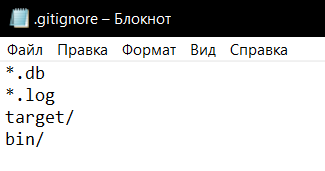 .gitignore – Блокнот
Файл Правка Формат Вид Справка
*.db
*.log
target/
bin/